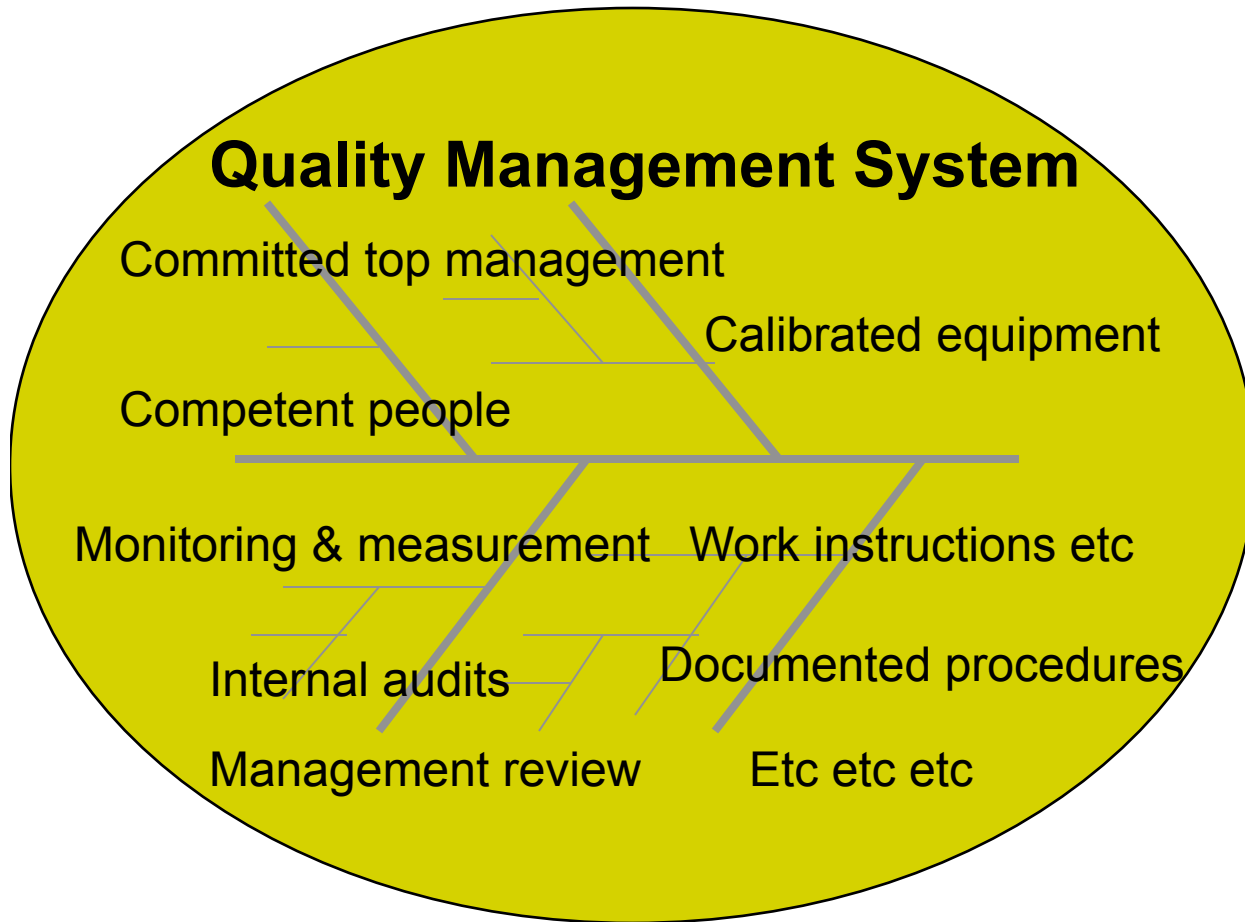 Quality Management System
Committed top management
Calibrated equipment
Competent people
Monitoring & measurement
Work instructions etc
Documented procedures
Internal audits
Management review
Etc etc etc